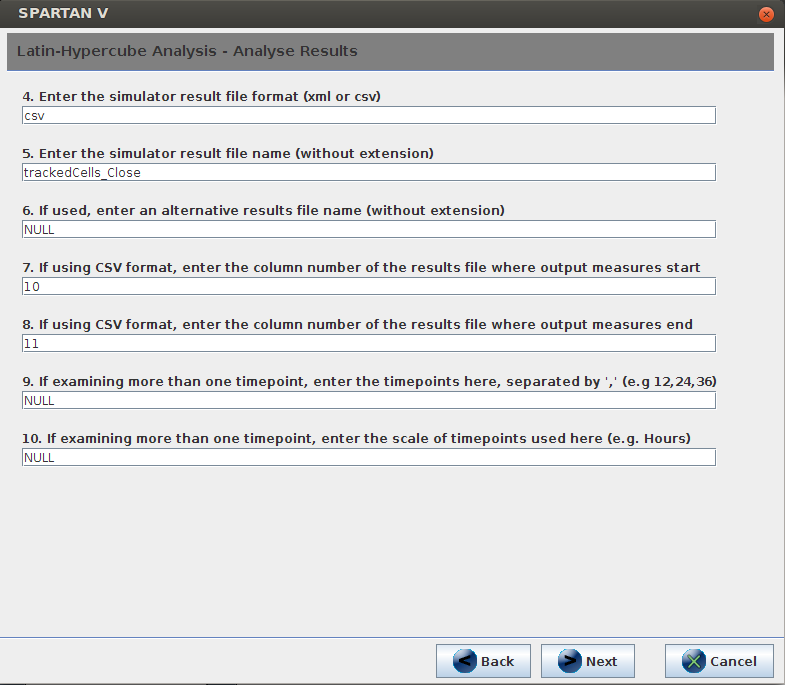 SPARTAN V
Latin-Hypercube Analysis - Analyse Results
4. Enter the simulator result file format (xml or csv)
csv
5. Enter the simulator result file name (without extension)
trackedCells_Close
6. If used, enter an alternative results file name (without extension)
NULL
7. If using CSV format, enter the column number of the results file where output measures start
10
8. If using CSV format, enter the column number of the results file where output measures end
11
9. If examining more than one timepoint, enter the timepoints here, separated by ',' (e.g 12,24,36)
NULL
10. If examining more than one timepoint, enter the scale of timepoints used here (e.g. Hours)
NULL
Back Next Cancel